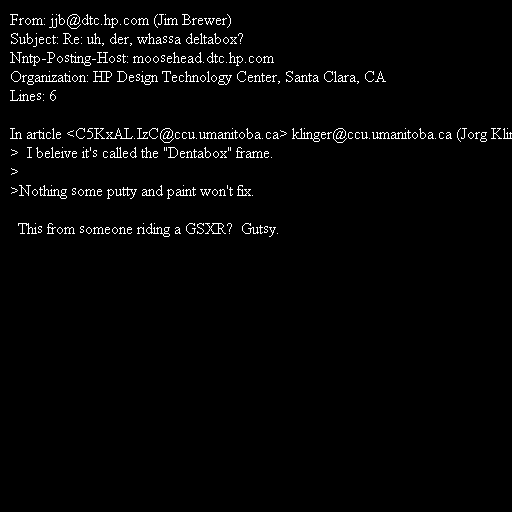 From: jjb@dtc.hp.com (Jim Brewer)
Subject: Re: uh, der, whassa deltabox?
Nntp-Posting-Host: moosehead.dtc.hp.com
Organization: HP Design Technology Center, Santa Clara, CA
Lines: 6

In article <C5KxAL.IzC@ccu.umanitoba.ca> klinger@ccu.umanitoba.ca (Jorg Klin
>  I beleive it's called the "Dentabox" frame.
>
>Nothing some putty and paint won't fix.

  This from someone riding a GSXR?  Gutsy.